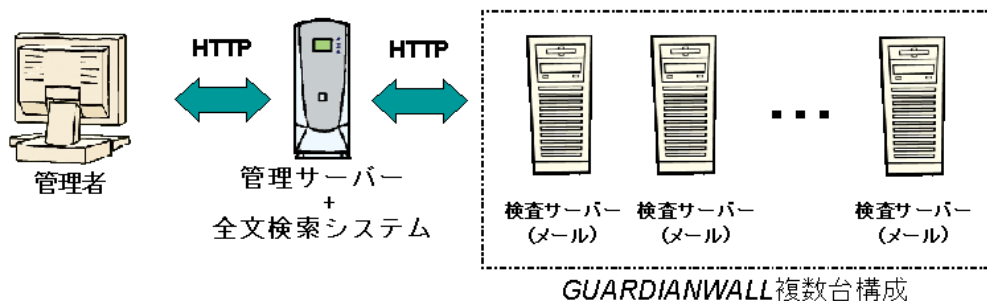 HTTP
HTTP
管理者
管理サーバー
+
全文検索システム
検査サーバー
(メール)
検査サーバー
(メール)
検査サーバー
(メール)
GUARDIANWALL複数台構成